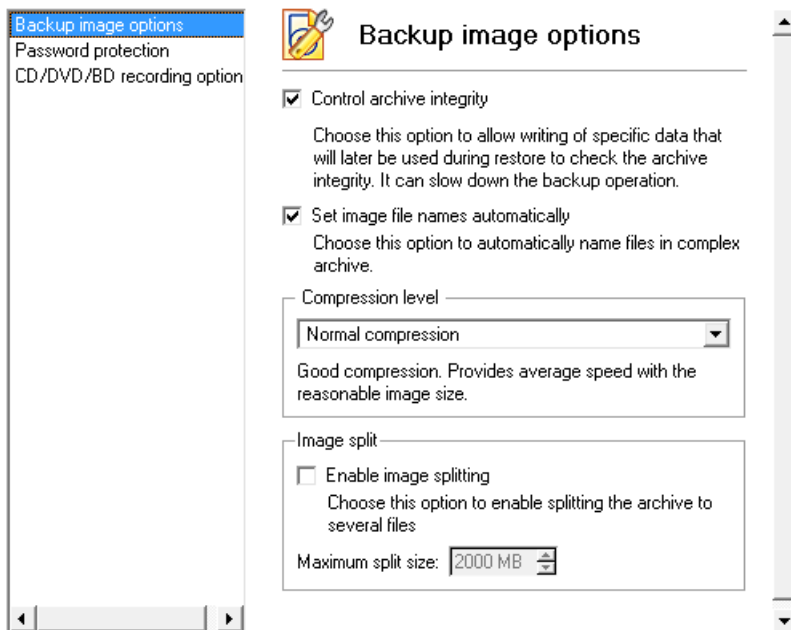 Backup image options
Password protection
CD/DVD/BD recording option
Backup image options
Control archive integrity
Choose this option to allow writing of specific data that
will later be used during restore to check the archive
integrity. It can slow down the backup operation.
Set image file names automatically
Choose this option to automatically name files in complex
archive.
Compression level
Normal compression
Good compression. Provides average speed with the
reasonable image size.
Image split
Enable image splitting
Choose this option to enable splitting the archive to
several files
Maximum split size: 2000 MB